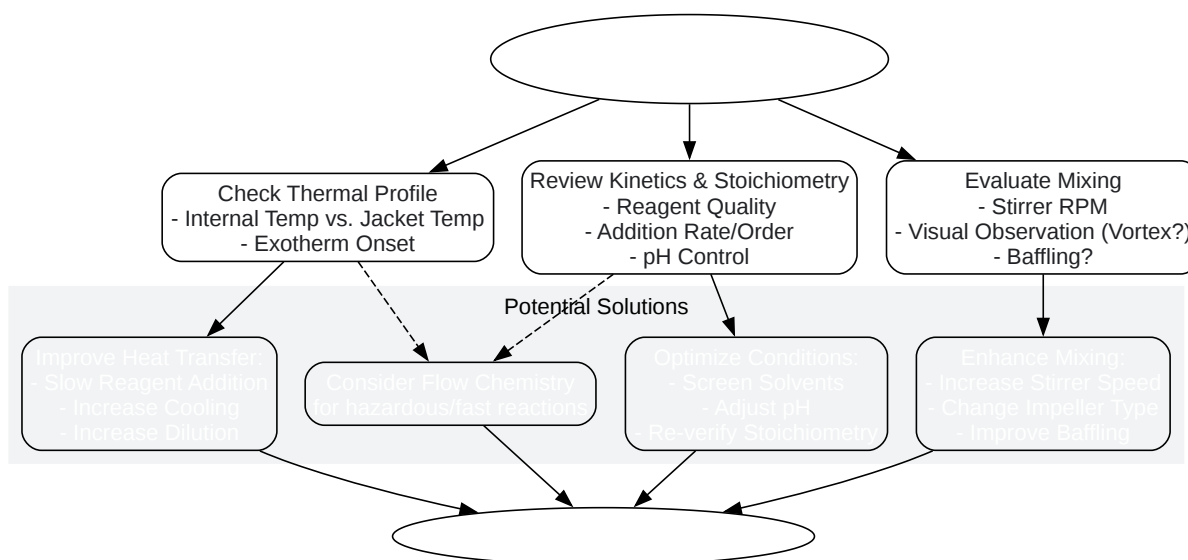 Check Thermal Profile
- Internal Temp vs. Jacket Temp
- Exotherm Onset
Review Kinetics & Stoichiometry
- Reagent Quality
- Addition Rate/Order
- pH Control
Evaluate Mixing
- Stirrer RPM
- Visual Observation (Vortex?)
- Baffling?
Potential Solutions
Improve Heat Transfer:
- Slow Reagent Addition
- Increase Cooling
- Increase Dilution
Consider Flow Chemistry
for hazardous/fast reactions
Optimize Conditions:
- Screen Solvents
- Adjust pH
- Re-verify Stoichiometry
Enhance Mixing:
- Increase Stirrer Speed
- Change Impeller Type
- Improve Baffling